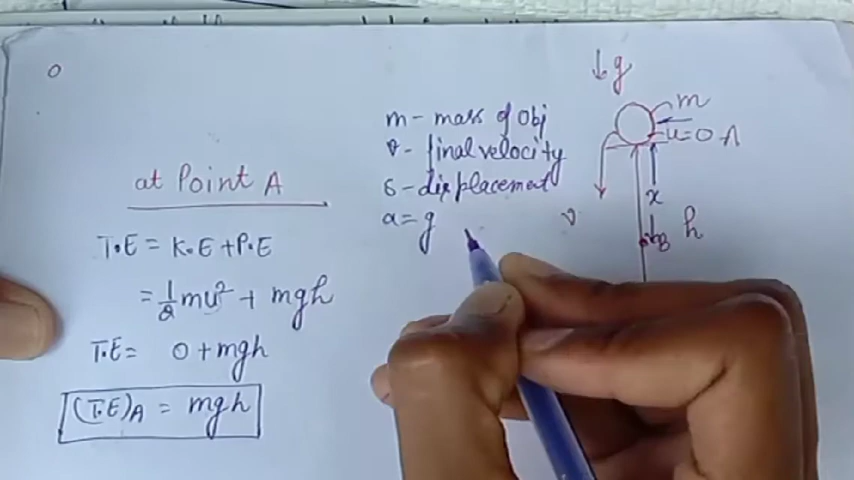 at Point A
T.E = K.E + P.E
= 1/2 mu² + mgh
T.E = 0 + mgh
(T.E)A = mgh
m - mass of Obj
v - final velocity
s - displacement
a = g
↓g
m
u=0 A
x
v
B
h